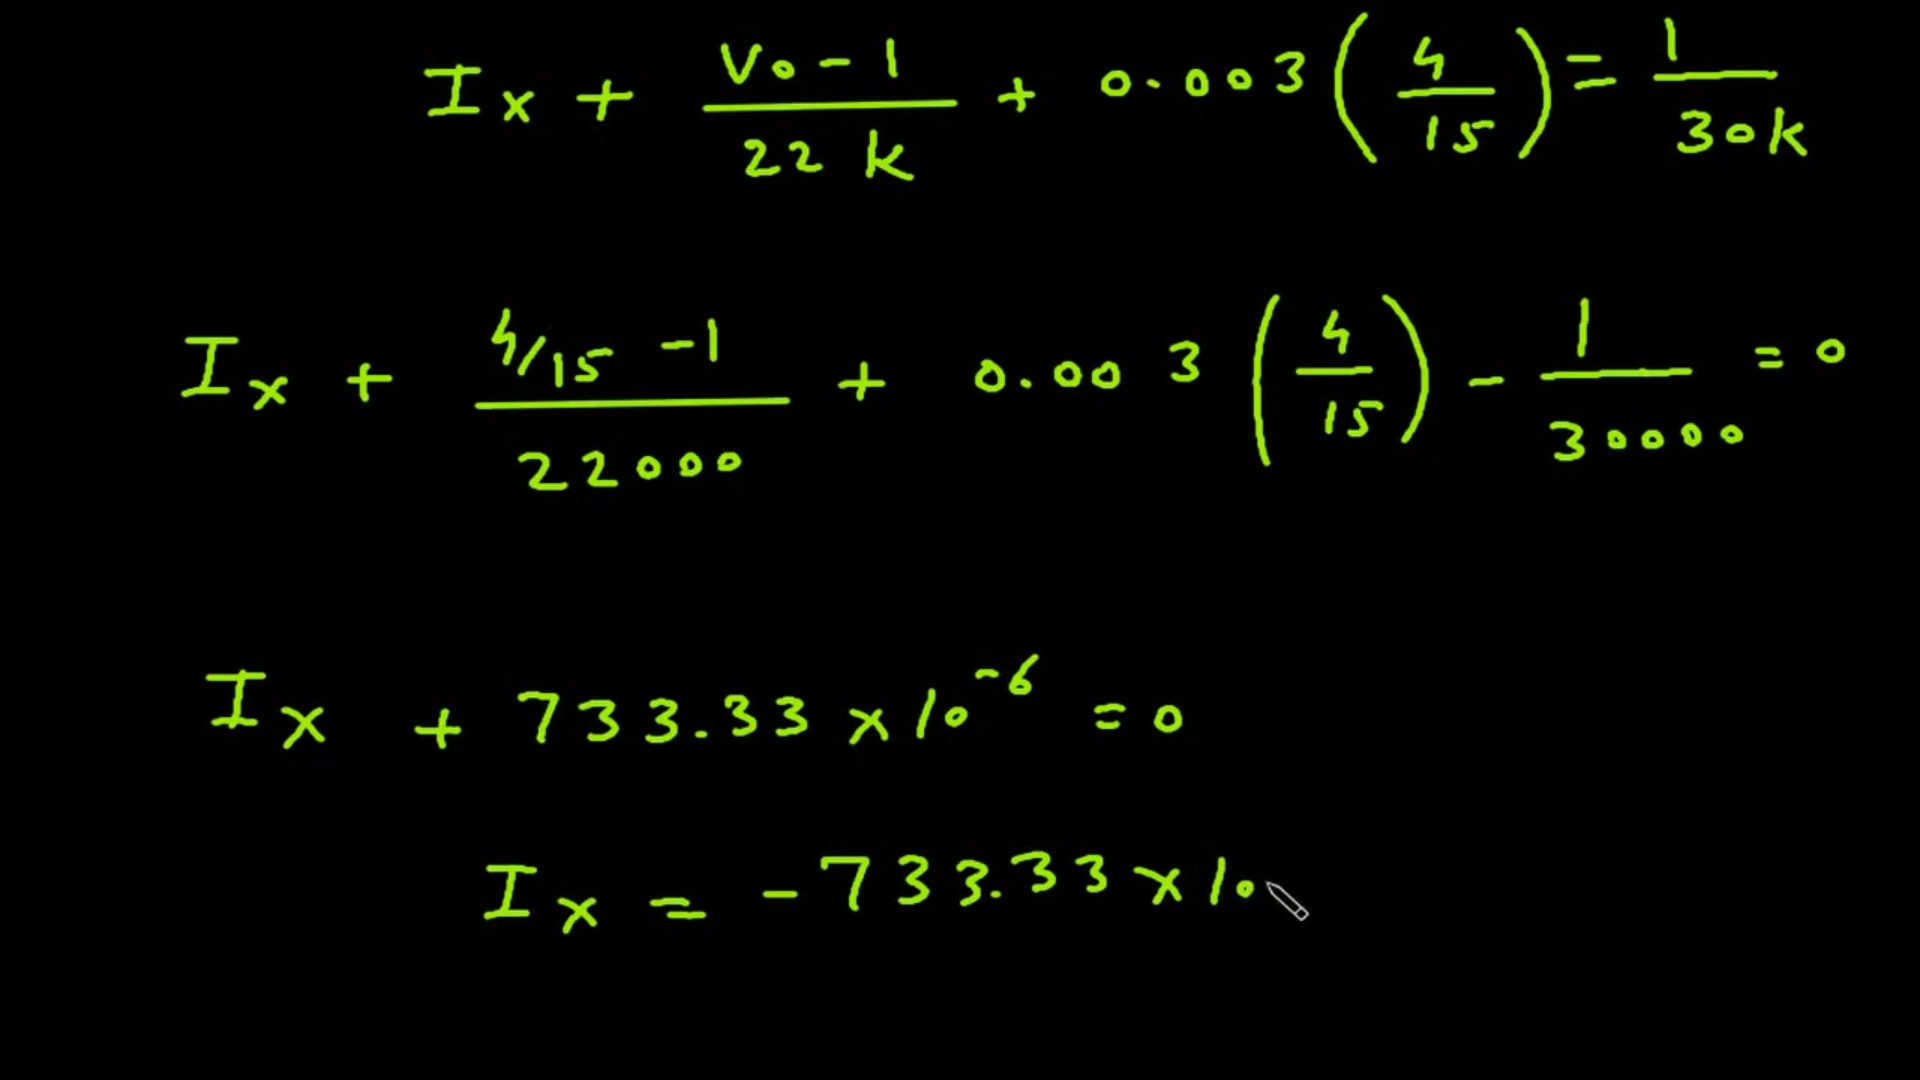 Ix + Vo - 1 / 22 k + 0.003 (4/15) = 1 / 30k
Ix + 4/15 - 1 / 22000 + 0.003 (4/15) - 1 / 30000 = 0
Ix + 733.33 x 10^-6 = 0
Ix = -733.33 x 10